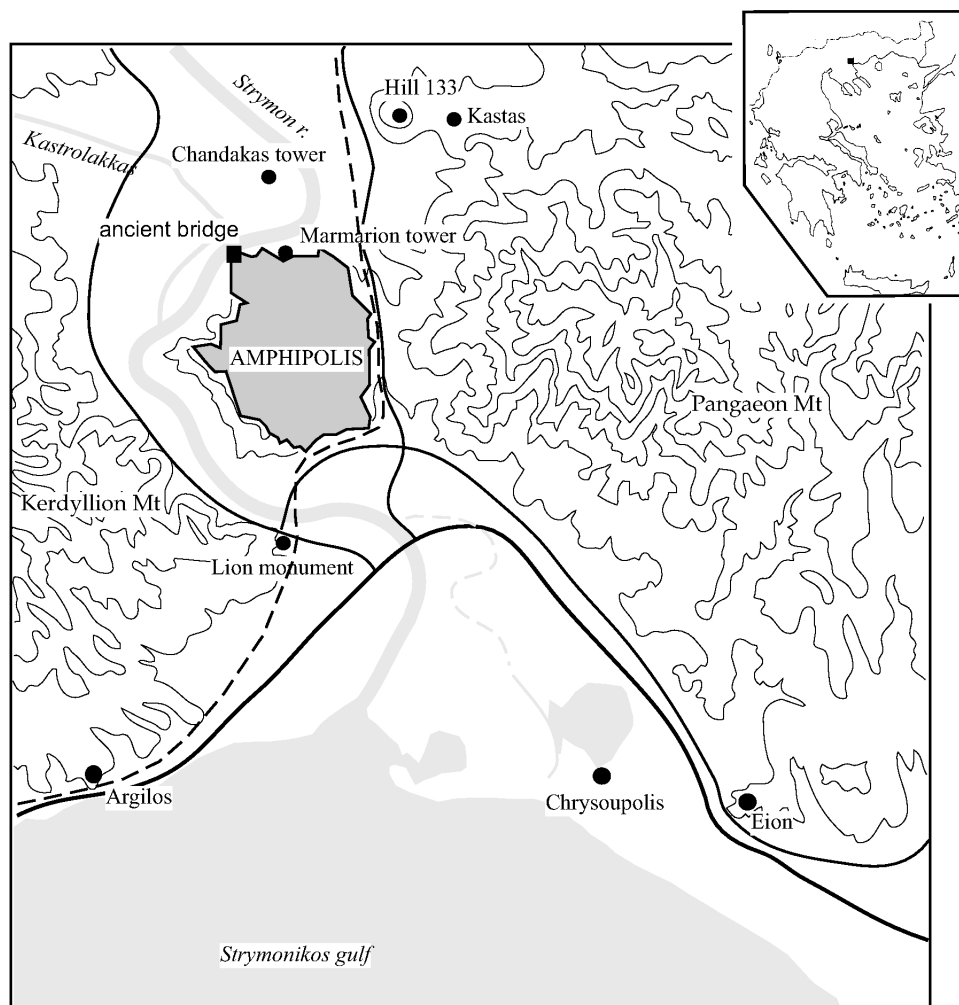 Hill 133
Strymon r.
Kastas
Kastrolakkas
Chandakas tower
ancient bridge
Marmarion tower
AMPHIPOLIS
Pangaeon Mt
Kerdyllion Mt
Lion monument
Argilos
Chrysoupolis
Eion
Strymonikos gulf